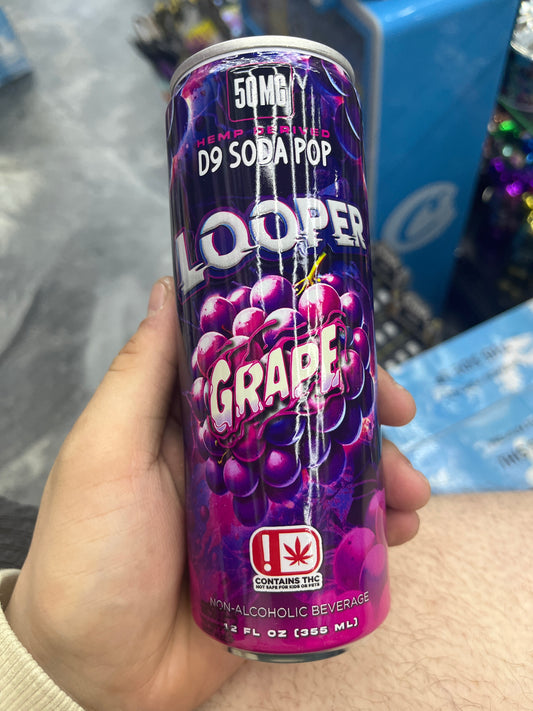 50MG
HEMP DERIVED
D9 SODA POP
LOOPER
GRAPE
!
CONTAINS THC
NOT SAFE FOR KIDS OR PETS
NON-ALCOHOLIC BEVERAGE
12 FL OZ (355 ML)
C